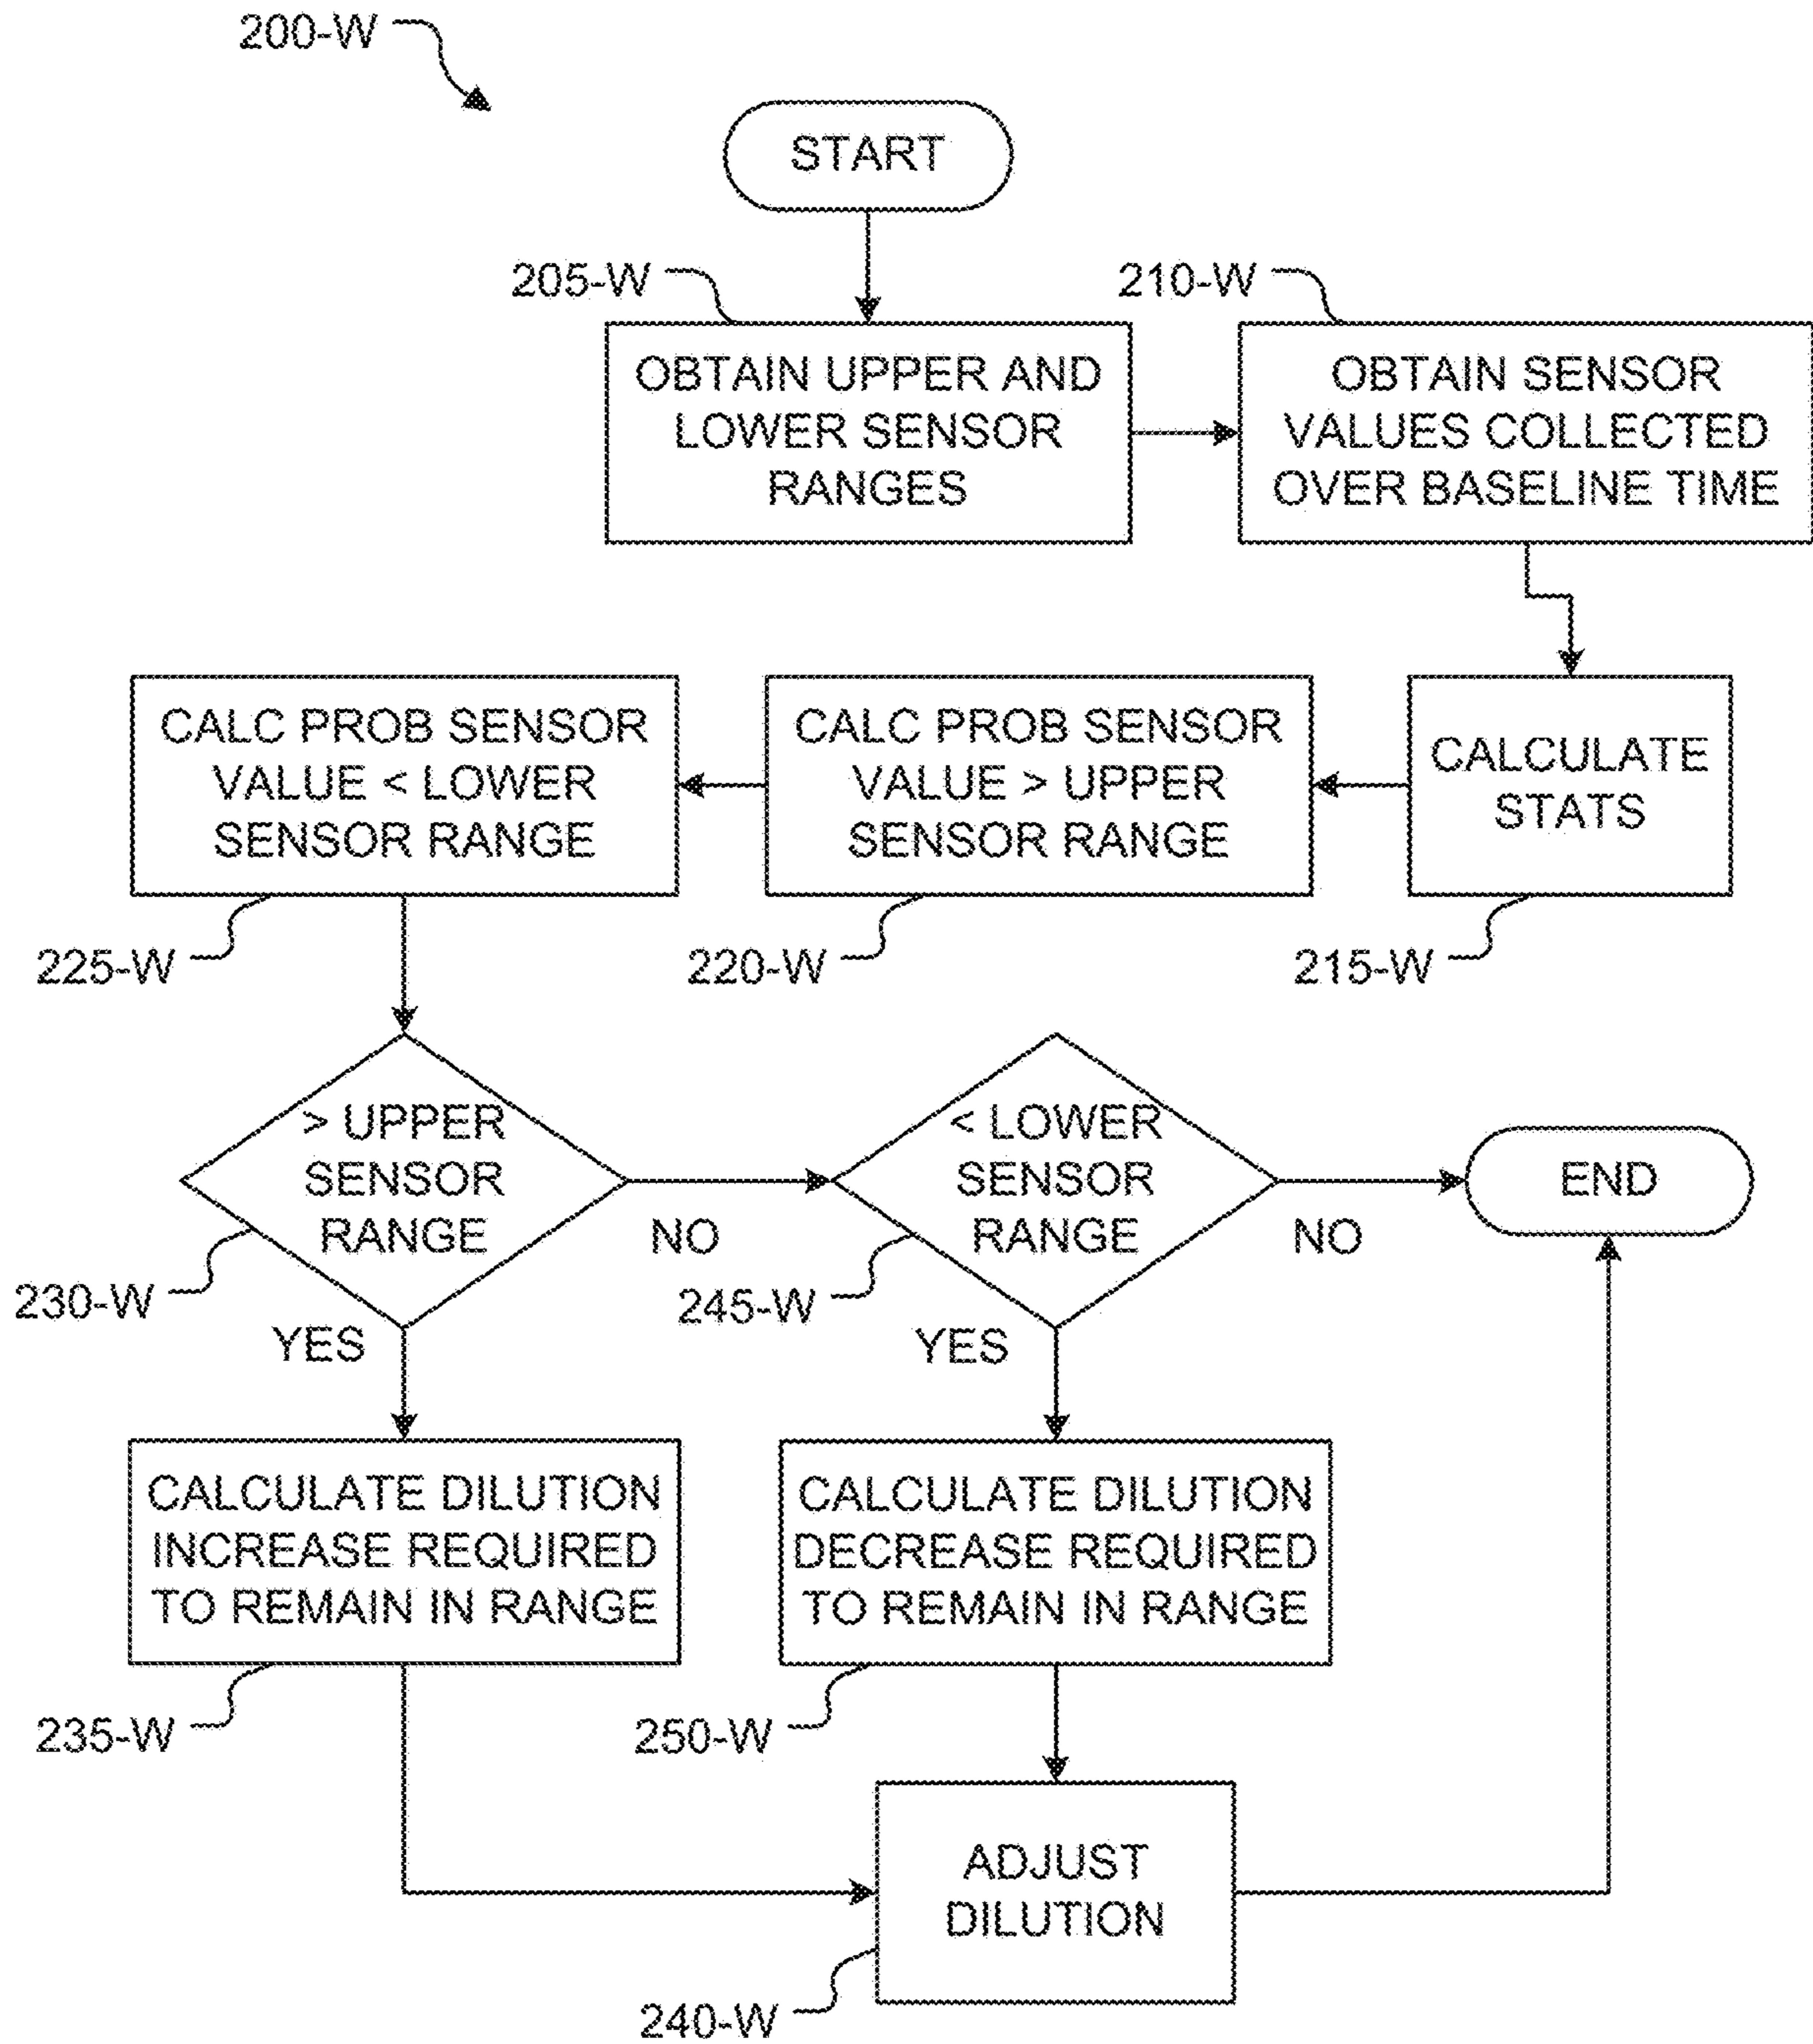 200-W
START
205-W
210-W
OBTAIN UPPER AND
LOWER SENSOR
RANGES
OBTAIN SENSOR
VALUES COLLECTED
OVER BASELINE TIME
CALC PROB SENSOR
VALUE < LOWER
SENSOR RANGE
CALC PROB SENSOR
VALUE > UPPER
SENSOR RANGE
CALCULATE
STATS
225-W
220-W
215-W
> UPPER
SENSOR
RANGE
NO
< LOWER
SENSOR
RANGE
NO
END
230-W
YES
245-W
YES
CALCULATE DILUTION
INCREASE REQUIRED
TO REMAIN IN RANGE
CALCULATE DILUTION
DECREASE REQUIRED
TO REMAIN IN RANGE
235-W
250-W
ADJUST
DILUTION
240-W